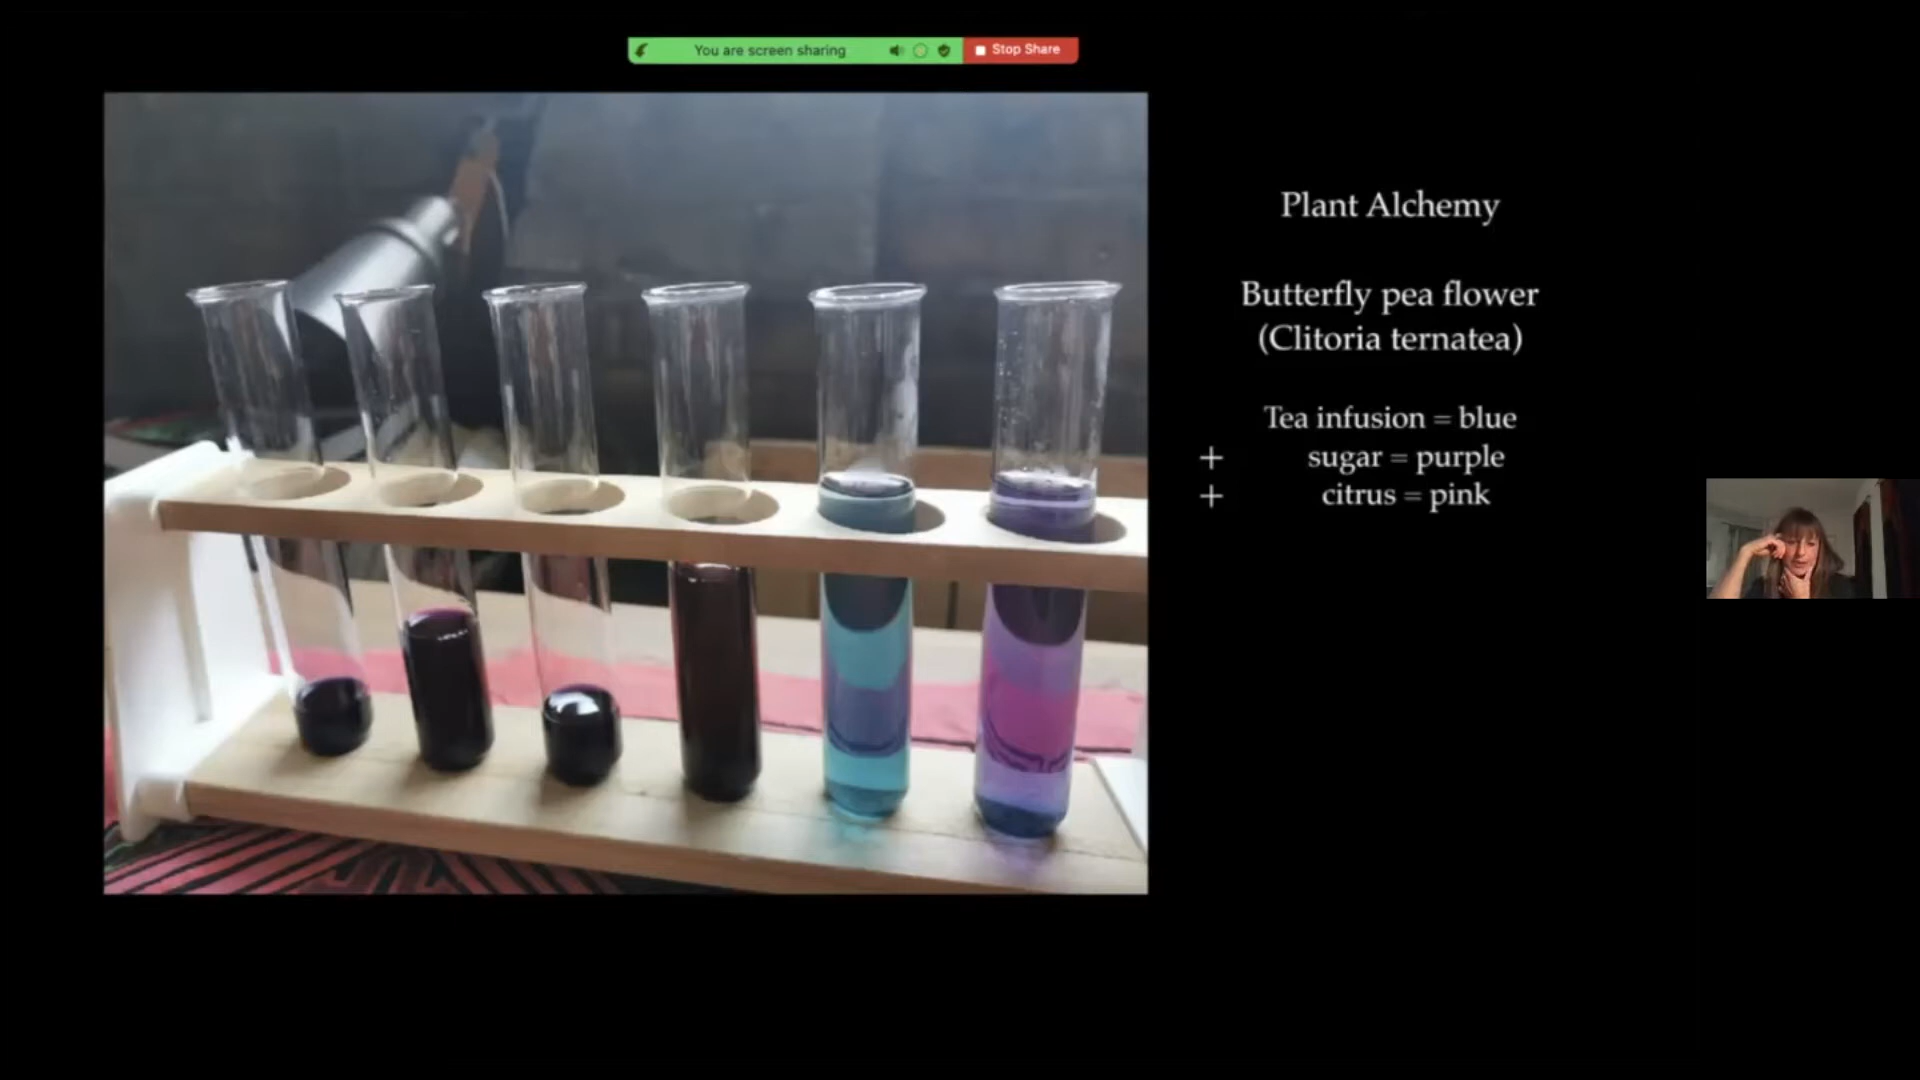 You are screen sharing
Stop Share
Plant Alchemy
Butterfly pea flower
(Clitoria ternatea)
Tea infusion = blue
+ sugar = purple
+ citrus = pink